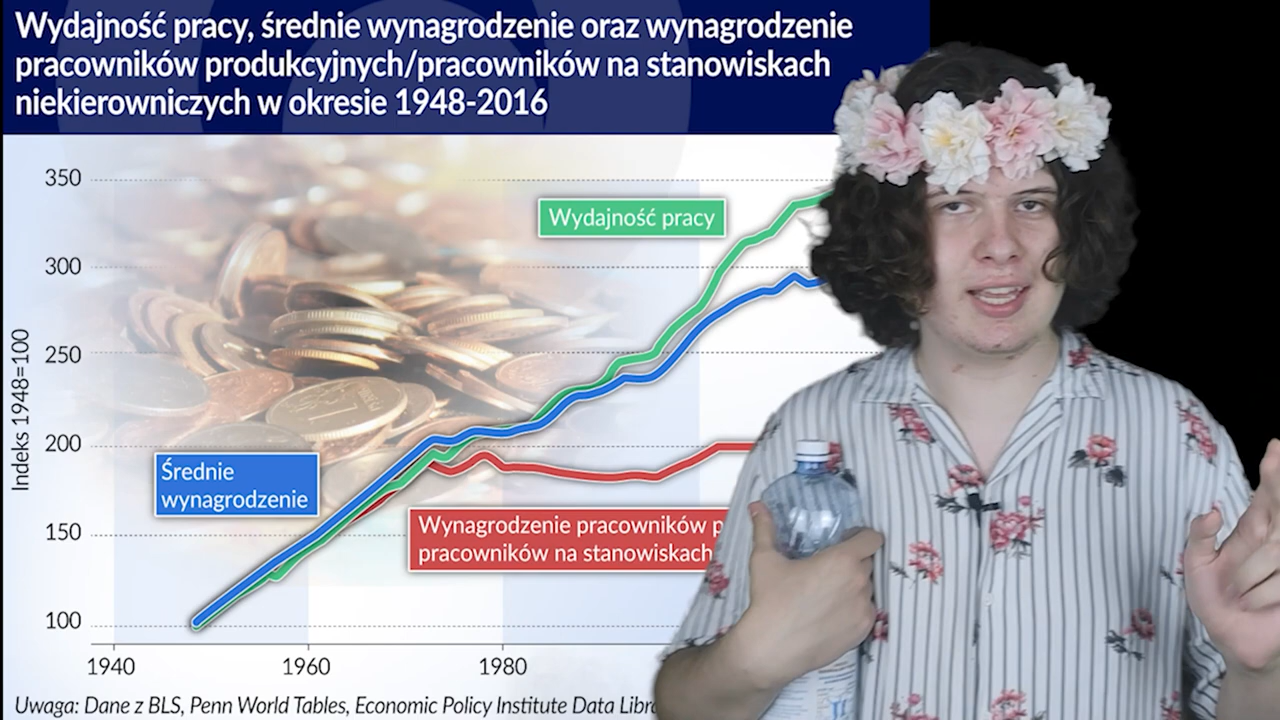 Wydajność pracy, średnie wynagrodzenie oraz wynagrodzenie
pracowników produkcyjnych/pracowników na stanowiskach
niekierowniczych w okresie 1948-2016
350
Wydajność pracy
300
250
Indeks 1948=100
200
Średnie
wynagrodzenie
150
Wynagrodzenie pracowników p
pracowników na stanowiskach
100
1940
1960
1980
Uwaga: Dane z BLS, Penn World Tables, Economic Policy Institute Data Libra